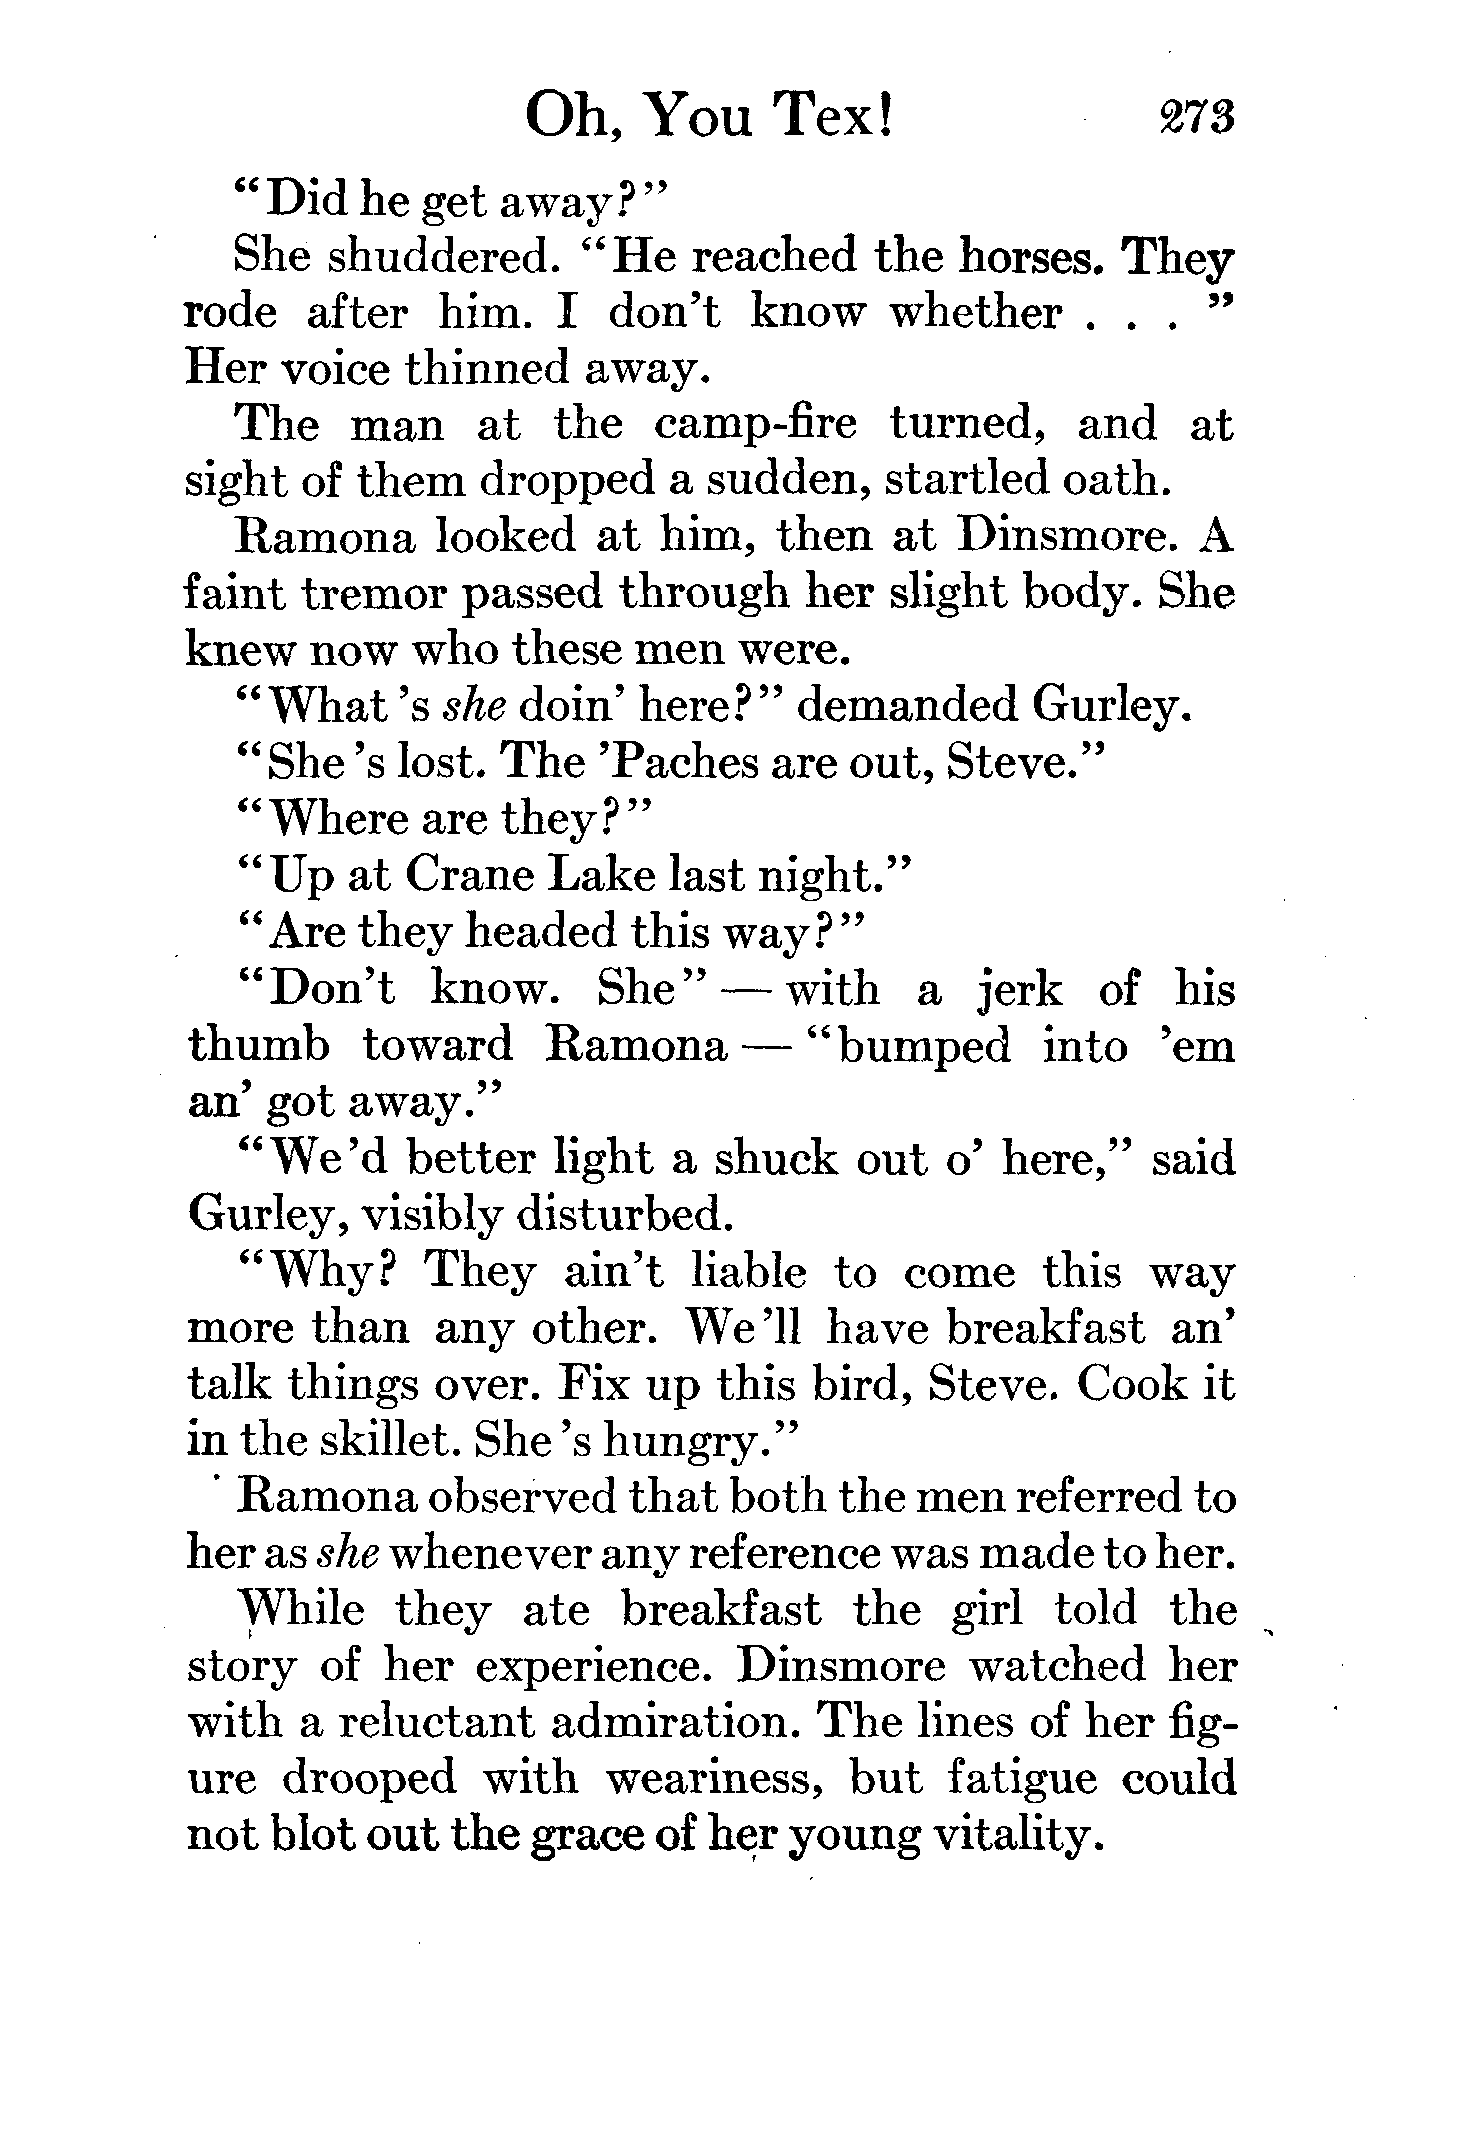 Oh, You Tex! 273
"Did he get away?"
She shuddered. "He reached the horses. They
rode after him. I don't know whether . . . "
Her voice thinned away.
The man at the camp-fire turned, and at
sight of them dropped a sudden, startled oath.
Ramona looked at him, then at Dinsmore. A
faint tremor passed through her slight body. She
knew now who these men were.
"What 's she doin' here?" demanded Gurley.
"She 's lost. The 'Paches are out, Steve."
"Where are they?"
"Up at Crane Lake last night."
"Are they headed this way?"
"Don't know. She" — with a jerk of his
thumb toward Ramona — "bumped into 'em
an' got away."
"We 'd better light a shuck out o' here," said
Gurley, visibly disturbed.
"Why? They ain't liable to come this way
more than any other. We 'll have breakfast an'
talk things over. Fix up this bird, Steve. Cook it
in the skillet. She 's hungry."
Ramona observed that both the men referred to
her as she whenever any reference was made to her.
While they ate breakfast the girl told the
story of her experience. Dinsmore watched her
with a reluctant admiration. The lines of her fig-
ure drooped with weariness, but fatigue could
not blot out the grace of her young vitality.